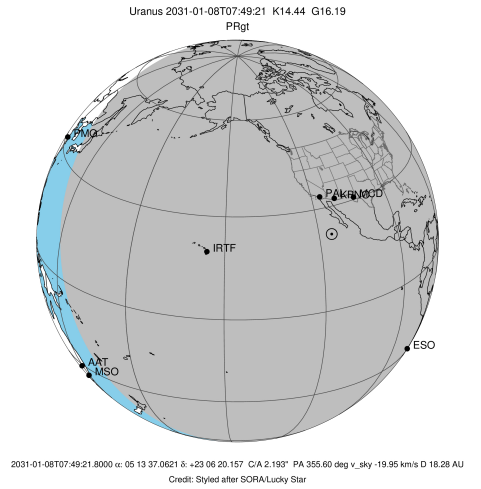 Uranus 2031-01-08T07:49:21 K14.44 G16.19
PRgt
PMO
MCD
IRTF
ESO
AAT
MSO
2031-01-08T07:49:21.8000 α: 05 13 37.0621 δ: +23 06 20.157 C/A 2.193" PA 355.60 deg v_sky -19.95 km/s D 18.28 AU
Credit: Styled after SORA/Lucky Star